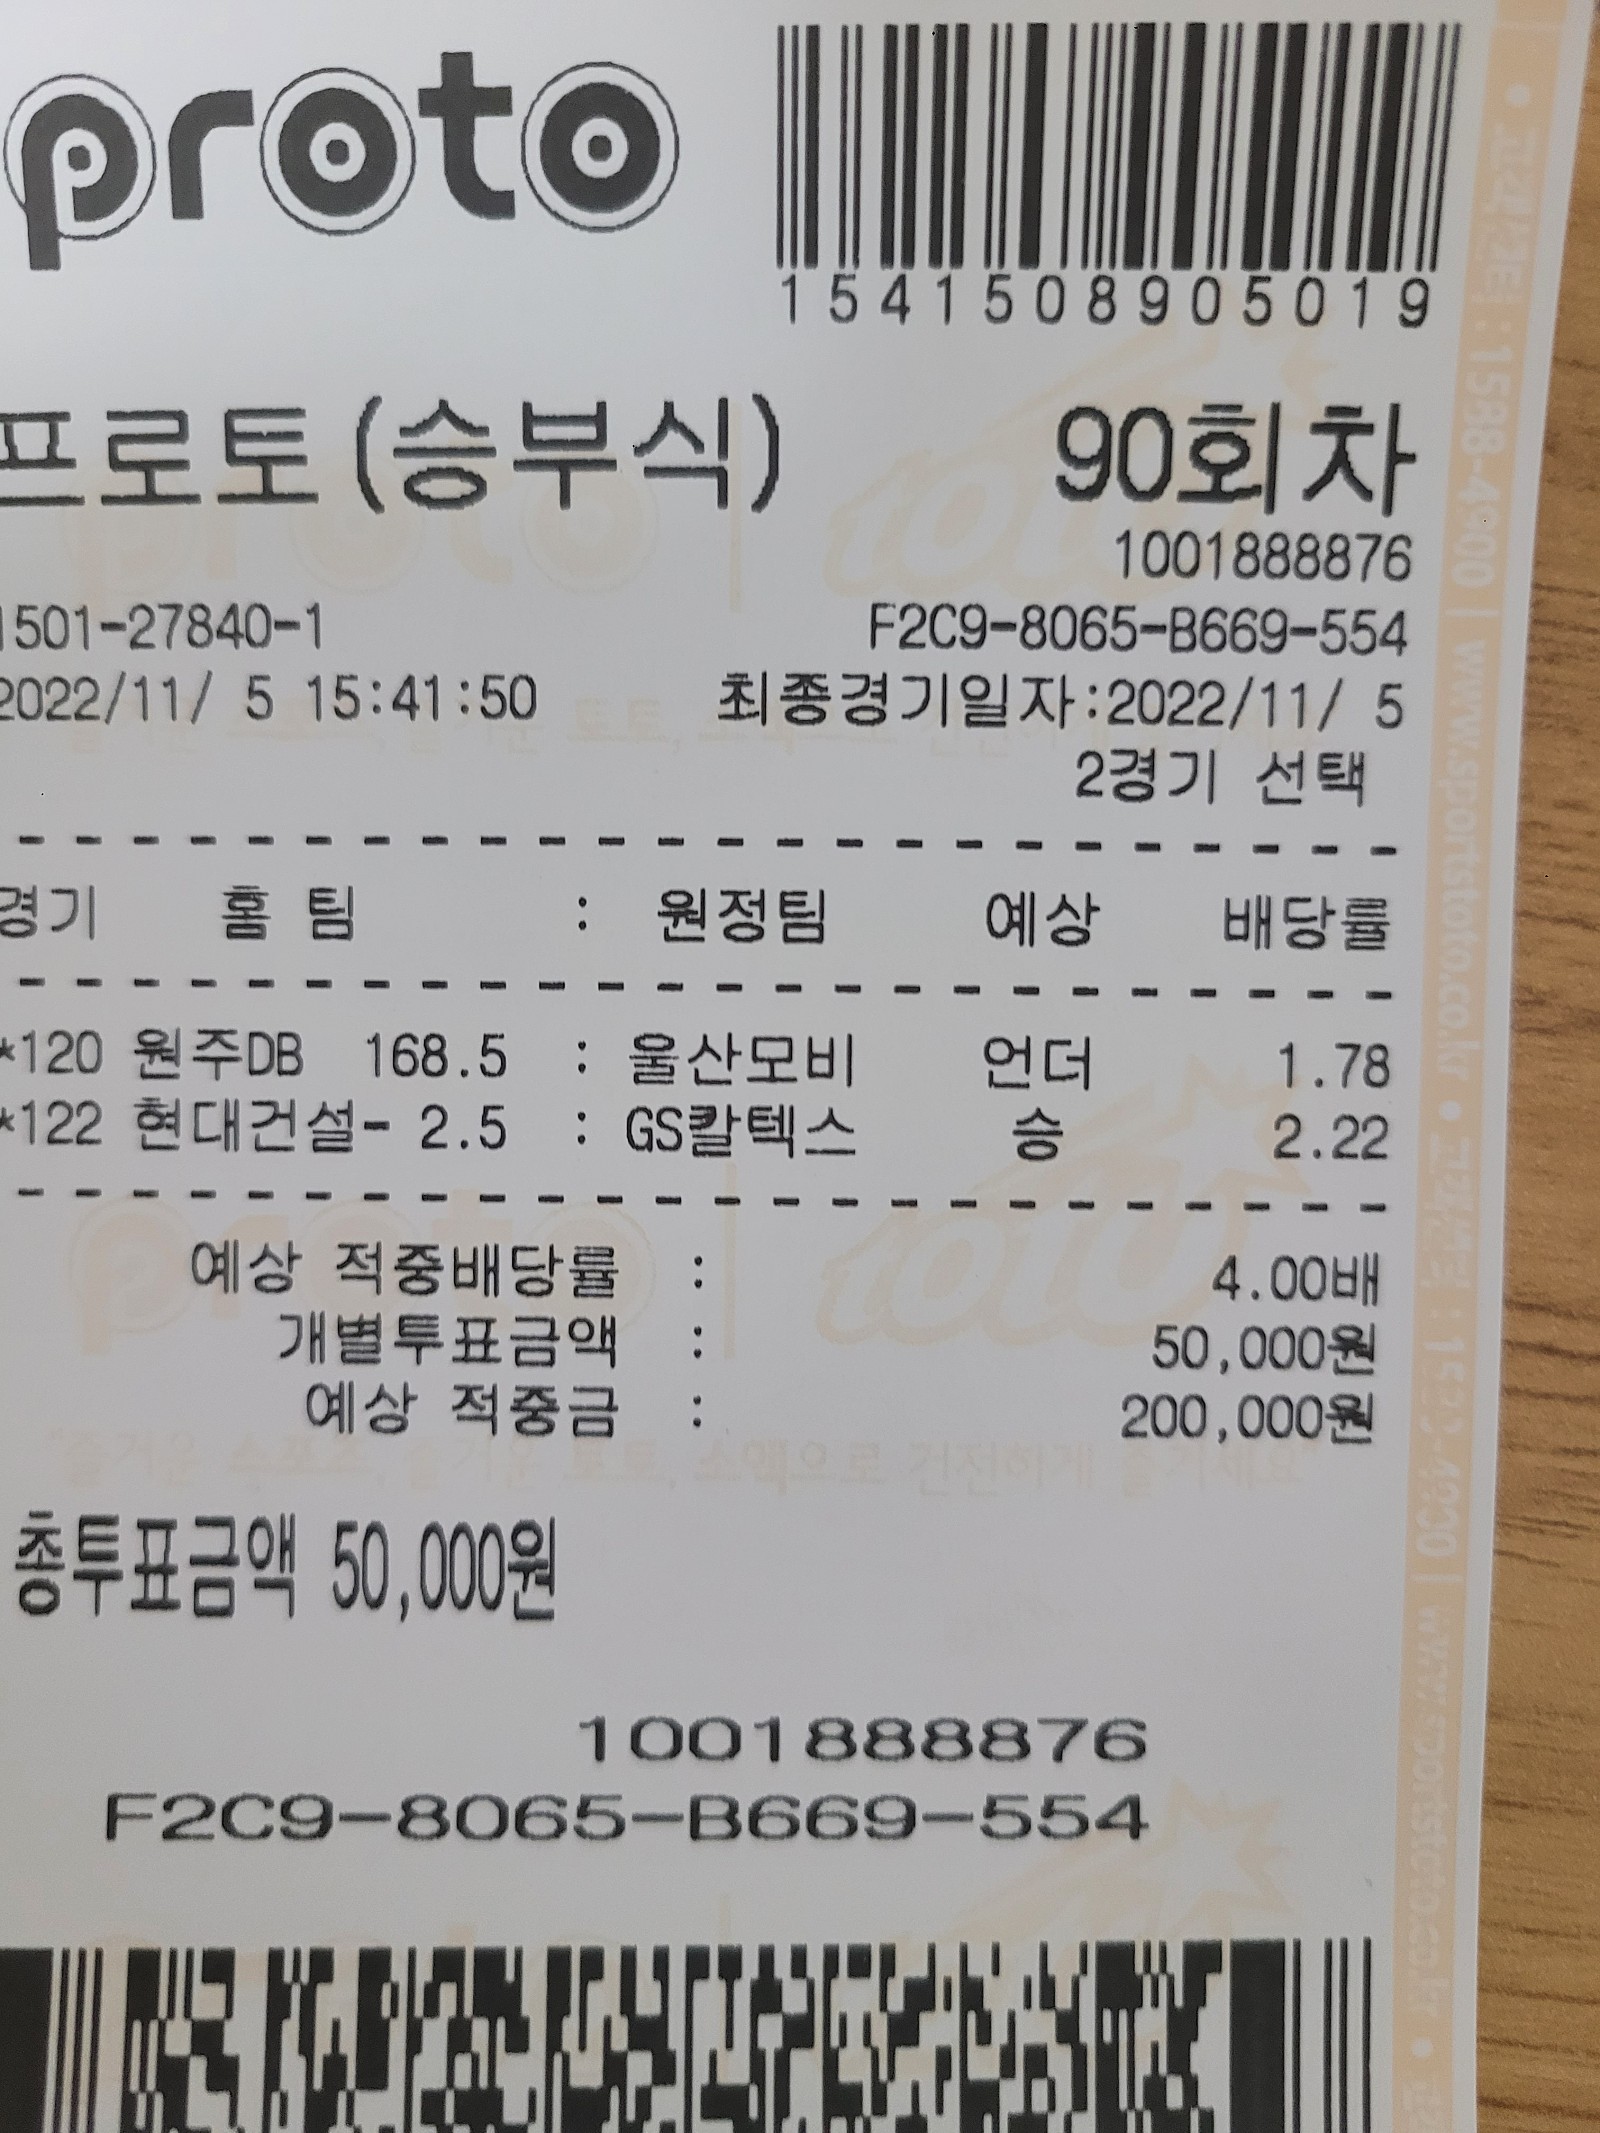 proto
1541508905019
프로토(승부식) 90회차
1001888876
1501-27840-1 F2C9-8065-B669-554
2022/11/ 5 15:41:50 최종경기일자:2022/11/ 5
2경기 선택
경기 홈 팀 : 원정팀 예상 배당률
*120 원주DB 168.5 : 울산모비 언더 1.78
*122 현대건설- 2.5 : GS칼텍스 승 2.22
예상 적중배당률 : 4.00배
개별투표금액 : 50,000원
예상 적중금 : 200,000원
총투표금액 50,000원
1001888876
F2C9-8065-B669-554